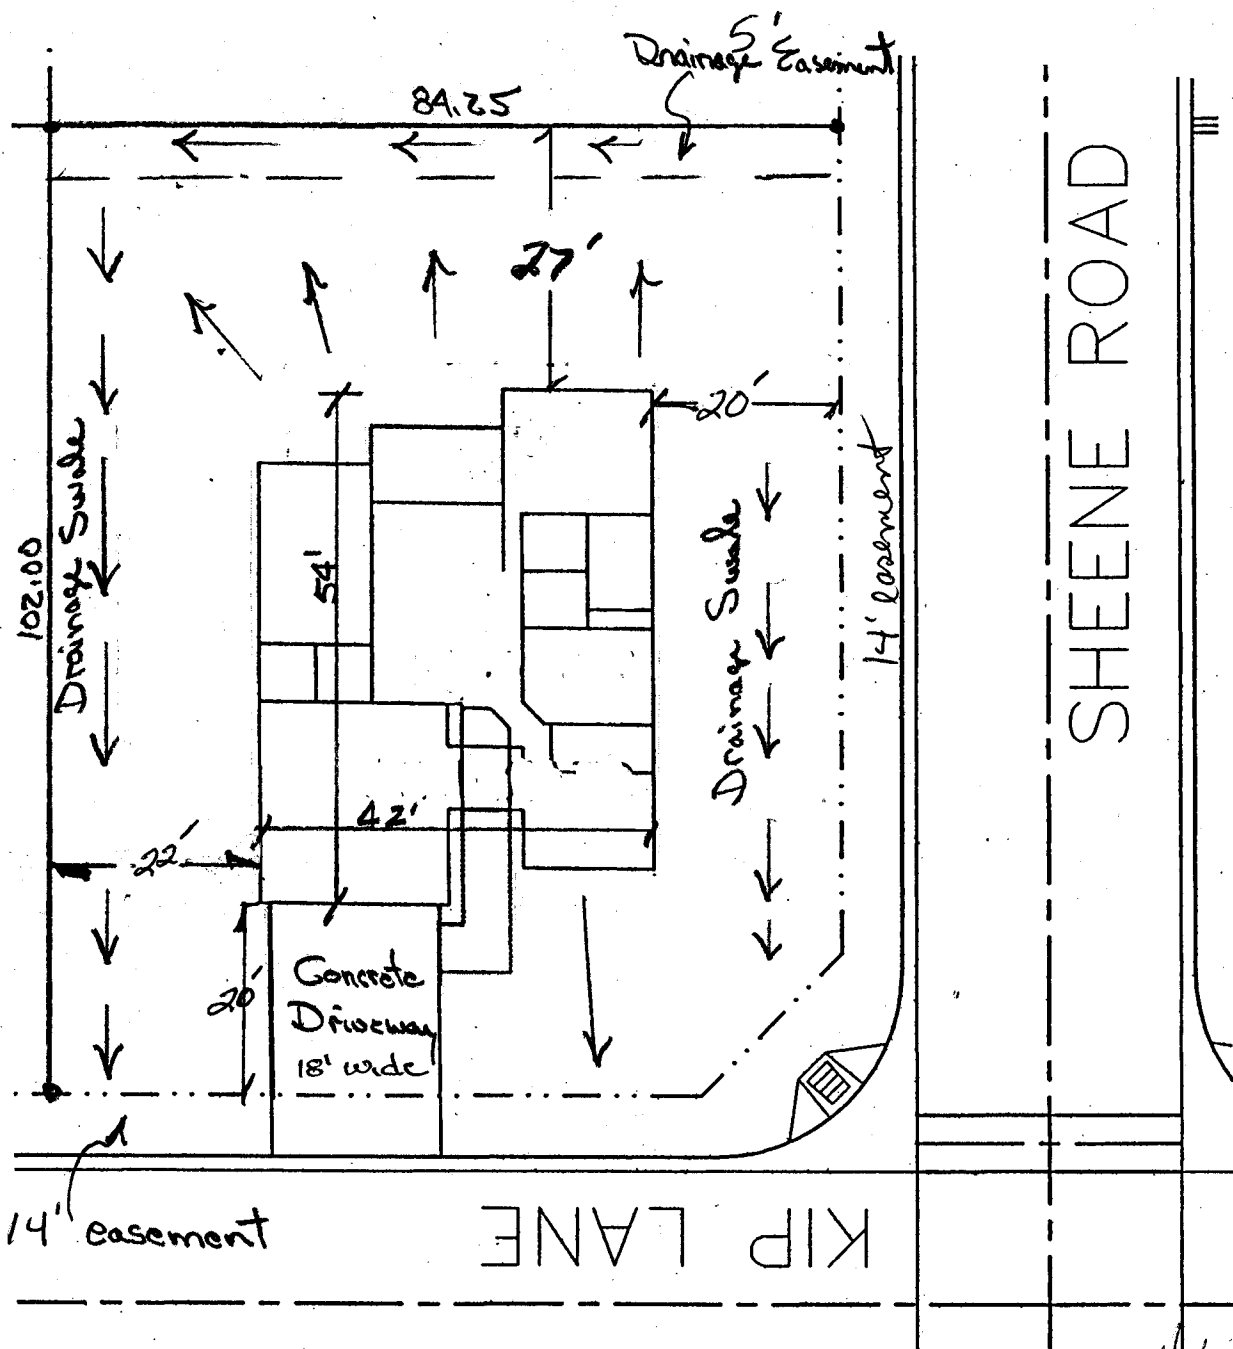 5'
Drainage Easement
84.25
27'
20'
SHEENE ROAD
14' easement
Drainage Swale
102.00
54'
Drainage Swale
42'
22'
20'
Concrete
Driveway
18' wide
14' easement
KIP LANE